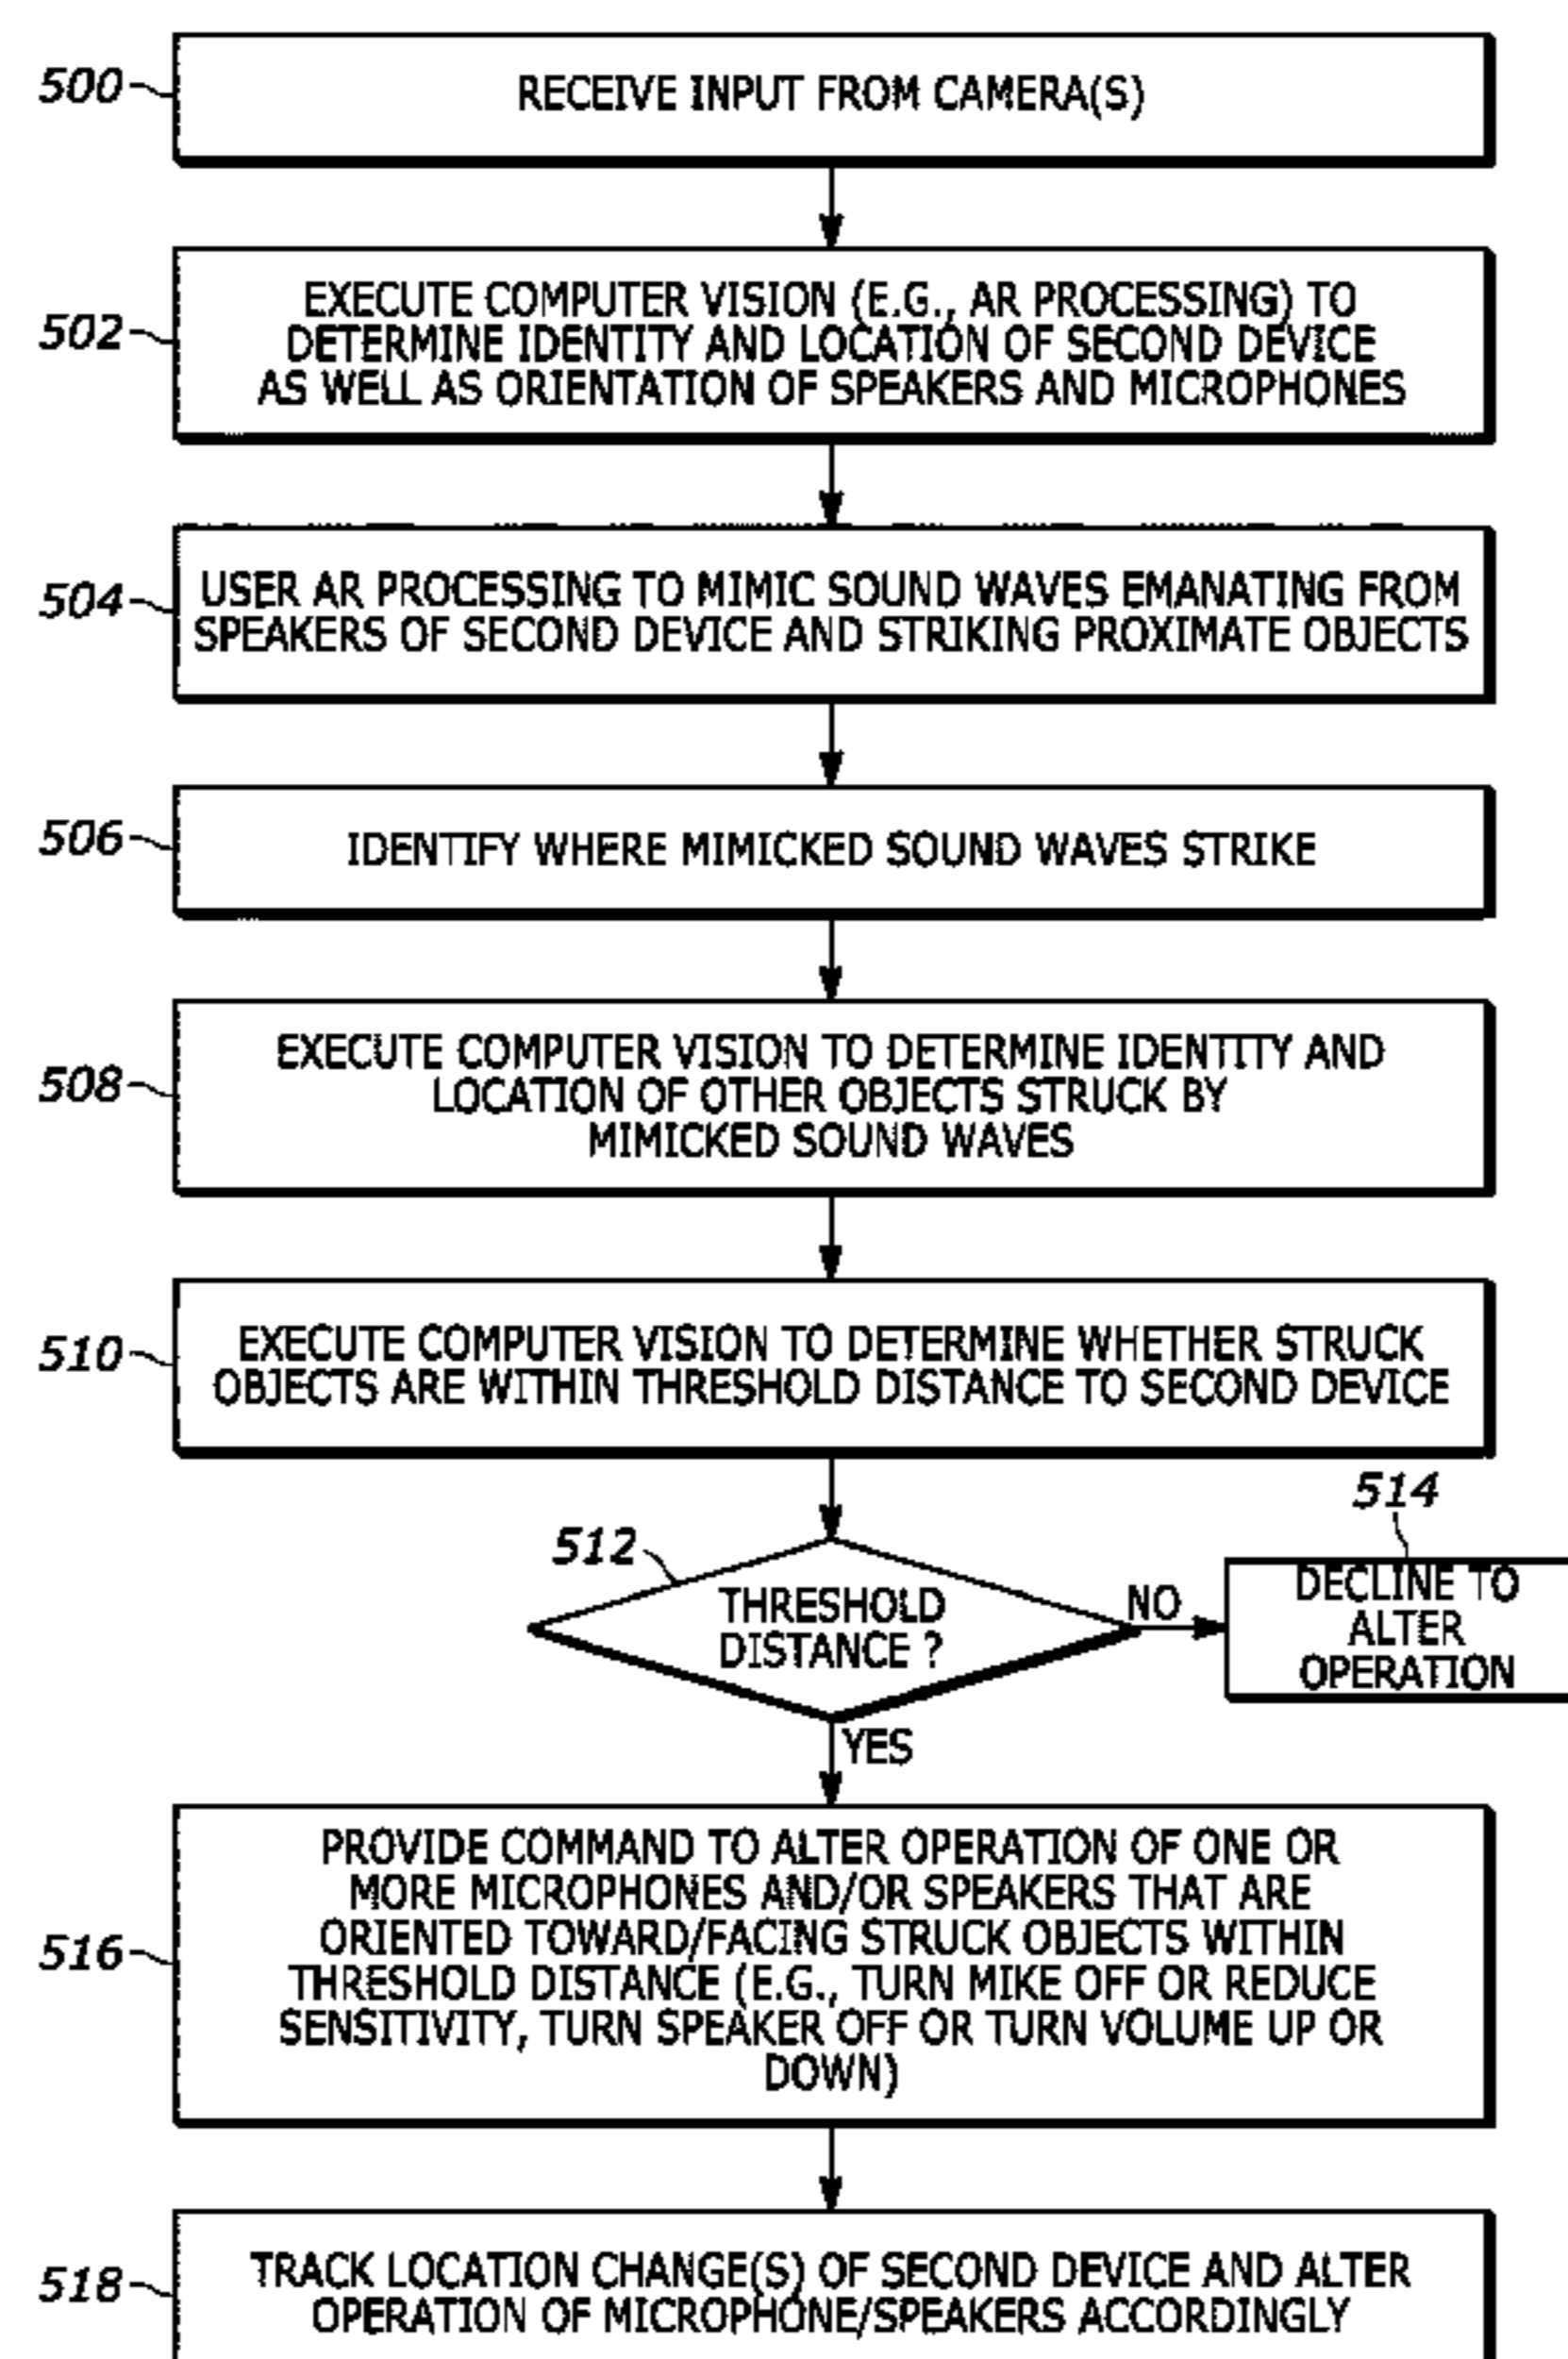 500
RECEIVE INPUT FROM CAMERA(S)
502
EXECUTE COMPUTER VISION (E.G., AR PROCESSING) TO
DETERMINE IDENTITY AND LOCATION OF SECOND DEVICE
AS WELL AS ORIENTATION OF SPEAKERS AND MICROPHONES
504
USER AR PROCESSING TO MIMIC SOUND WAVES EMANATING FROM
SPEAKERS OF SECOND DEVICE AND STRIKING PROXIMATE OBJECTS
506
IDENTIFY WHERE MIMICKED SOUND WAVES STRIKE
508
EXECUTE COMPUTER VISION TO DETERMINE IDENTITY AND
LOCATION OF OTHER OBJECTS STRUCK BY
MIMICKED SOUND WAVES
510
EXECUTE COMPUTER VISION TO DETERMINE WHETHER STRUCK
OBJECTS ARE WITHIN THRESHOLD DISTANCE TO SECOND DEVICE
512
THRESHOLD
DISTANCE ?
NO
514
DECLINE TO
ALTER
OPERATION
YES
516
PROVIDE COMMAND TO ALTER OPERATION OF ONE OR
MORE MICROPHONES AND/OR SPEAKERS THAT ARE
ORIENTED TOWARD/FACING STRUCK OBJECTS WITHIN
THRESHOLD DISTANCE (E.G., TURN MIKE OFF OR REDUCE
SENSITIVITY, TURN SPEAKER OFF OR TURN VOLUME UP OR
DOWN)
518
TRACK LOCATION CHANGE(S) OF SECOND DEVICE AND ALTER
OPERATION OF MICROPHONE/SPEAKERS ACCORDINGLY